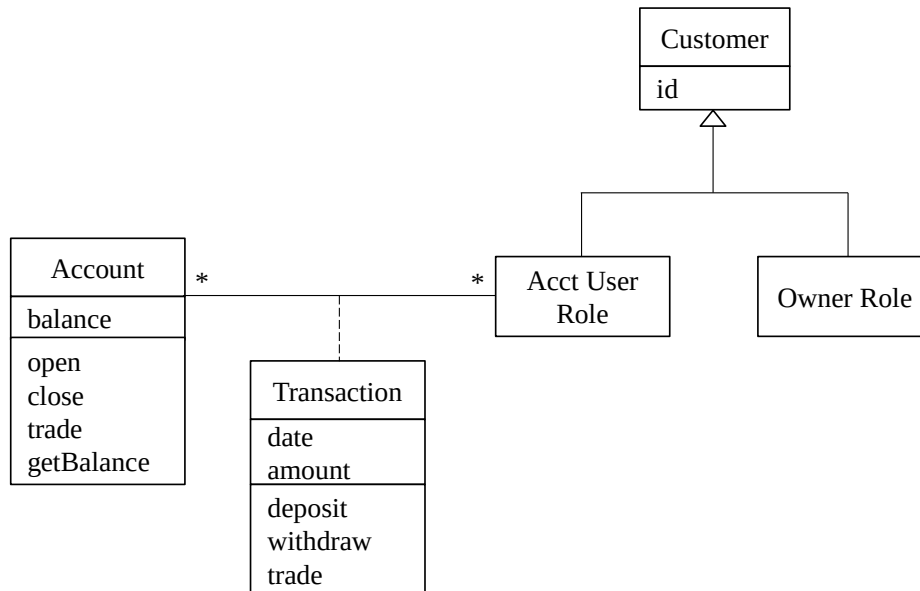 Customer
id
Account
*
*
Acct User
Role
Owner Role
balance
open
close
trade
getBalance
Transaction
date
amount
deposit
withdraw
trade